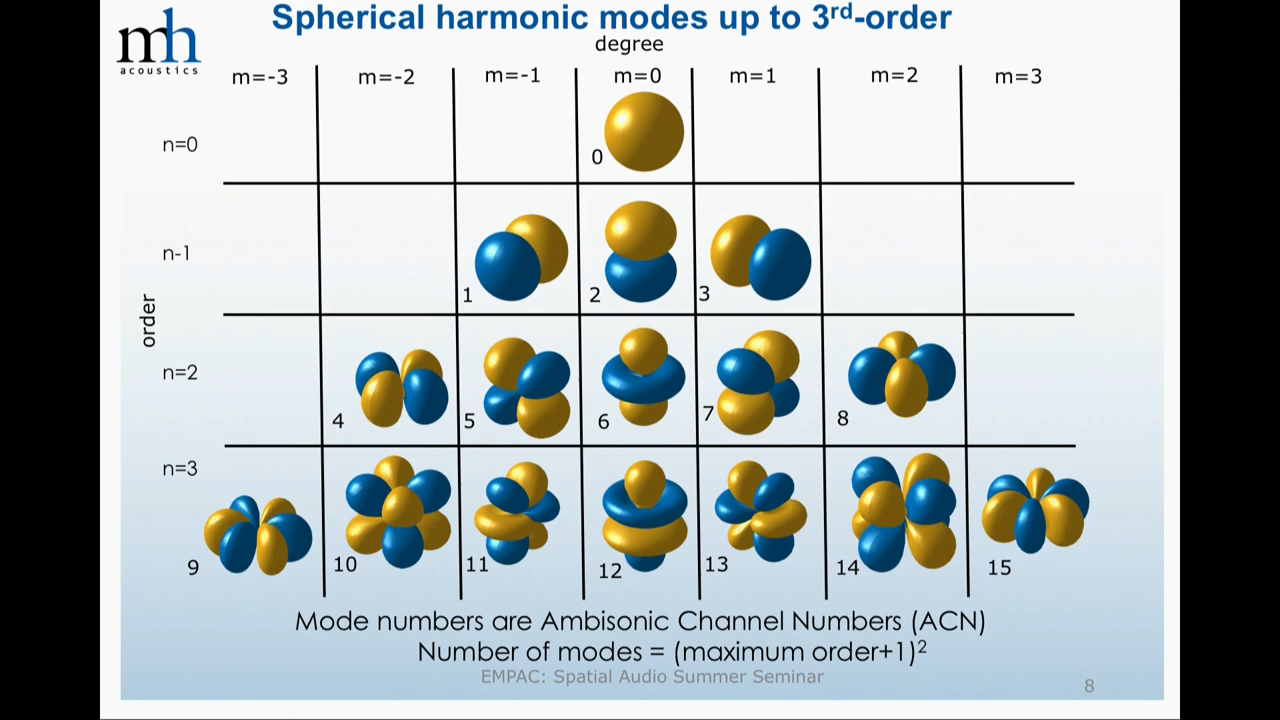 Spherical harmonic modes up to 3rd-order
mh
acoustics
degree
m=-3 m=-2 m=-1 m=0 m=1 m=2 m=3
n=0
0
n-1
1 2 3
order
n=2
4 5 6 7 8
n=3
9 10 11 12 13 14 15
Mode numbers are Ambisonic Channel Numbers (ACN)
Number of modes = (maximum order+1)2
EMPAC: Spatial Audio Summer Seminar
8